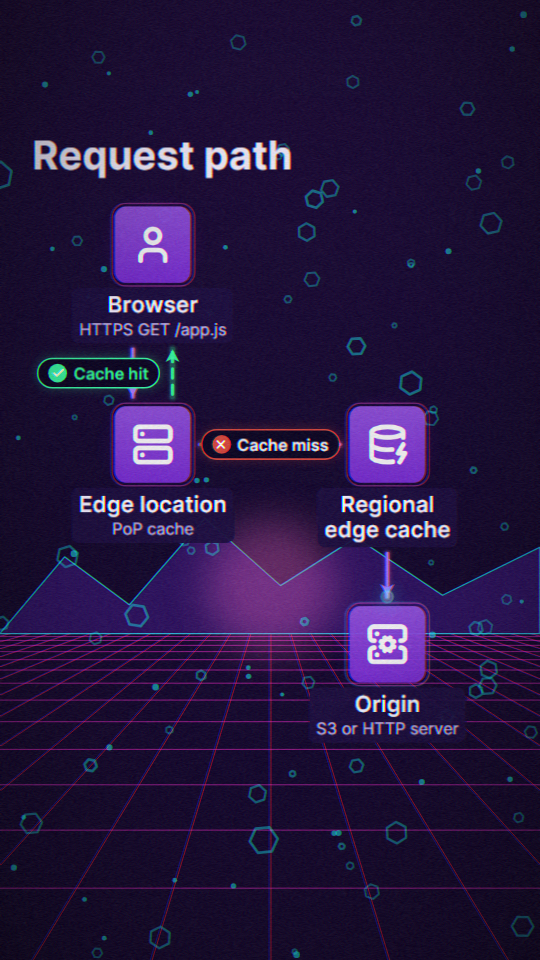 Request path
Browser
HTTPS GET /app.js
Cache hit
Cache miss
Edge location
PoP cache
Regional
edge cache
Origin
S3 or HTTP server